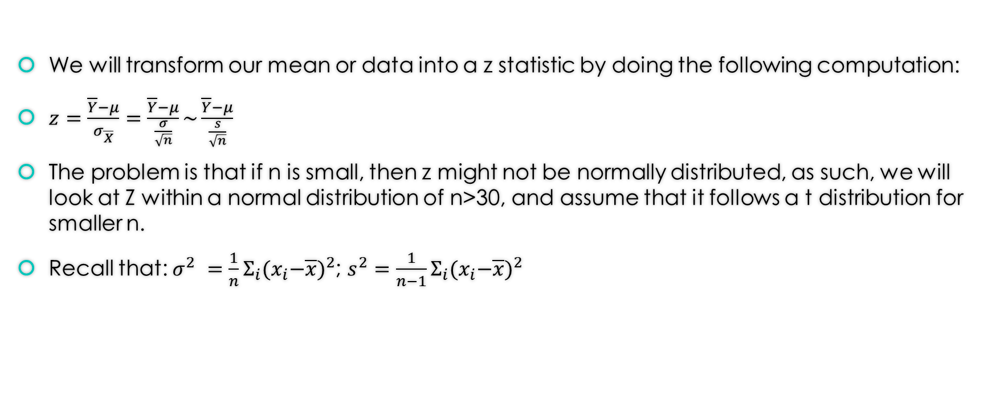 We will transform our mean or data into a z statistic by doing the following computation:
$z = \frac{\overline{Y}-\mu}{\sigma_{\overline{X}}} = \frac{\overline{Y}-\mu}{\frac{\sigma}{\sqrt{n}}} \sim \frac{\overline{Y}-\mu}{\frac{s}{\sqrt{n}}}$
The problem is that if n is small, then z might not be normally distributed, as such, we will
look at Z within a normal distribution of n>30, and assume that it follows a t distribution for
smaller n.
Recall that: $\sigma^2 = \frac{1}{n}\Sigma_i(x_i-\overline{x})^2; s^2 = \frac{1}{n-1}\Sigma_i(x_i-\overline{x})^2$